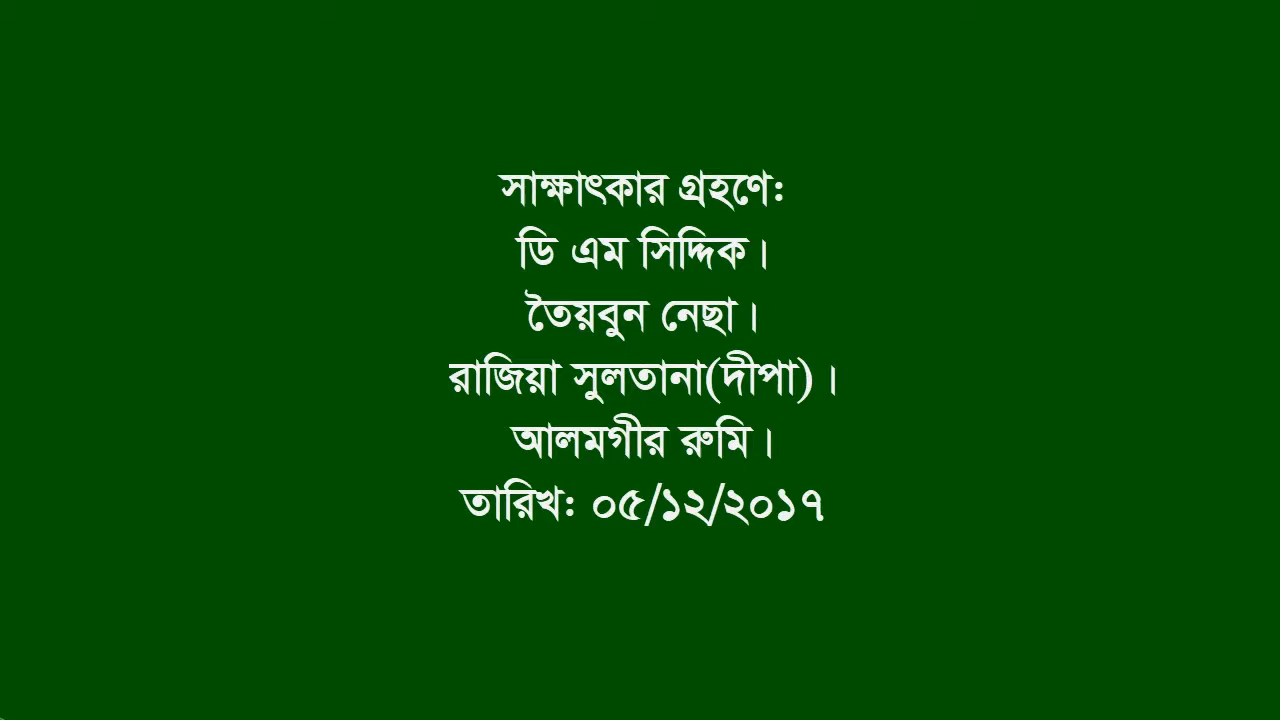 সাক্ষাৎকার গ্রহণে:
ডি এম সিদ্দিক।
তৈয়বুন নেছা।
রাজিয়া সুলতানা(দীপা)।
আলমগীর রুমি।
তারিখ: ০৫/১২/২০১৭